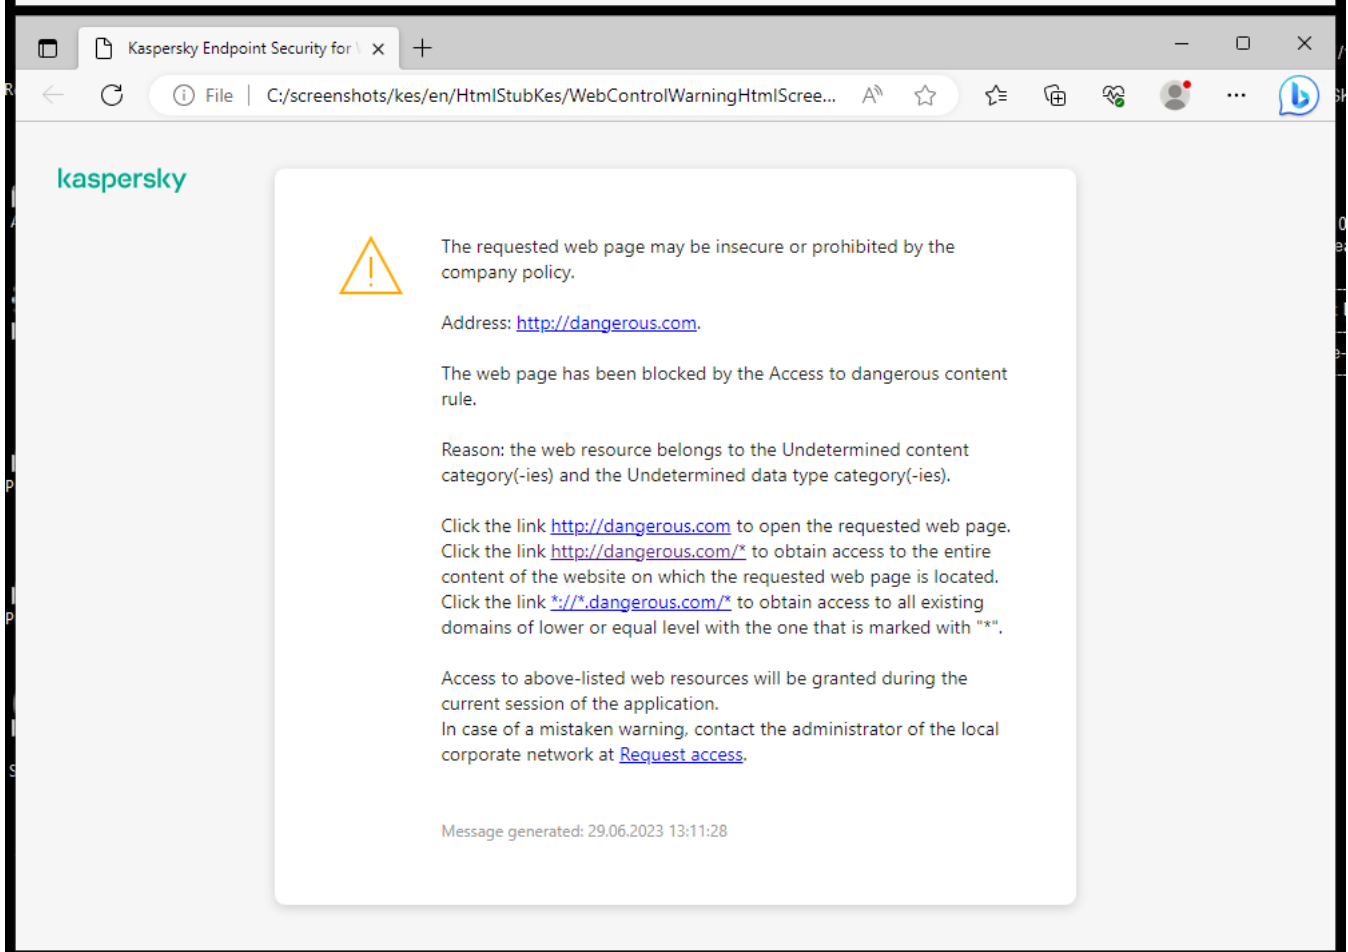 Kaspersky Endpoint Security for
File
C:/screenshots/kes/en/HtmlStubKes/WebControlWarningHtmlScree...
kaspersky
The requested web page may be insecure or prohibited by the
company policy.
Address: http://dangerous.com.
The web page has been blocked by the Access to dangerous content
rule.
Reason: the web resource belongs to the Undetermined content
category(-ies) and the Undetermined data type category(-ies).
Click the link http://dangerous.com to open the requested web page.
Click the link http://dangerous.com/* to obtain access to the entire
content of the website on which the requested web page is located.
Click the link *://*.dangerous.com/* to obtain access to all existing
domains of lower or equal level with the one that is marked with "*".
Access to above-listed web resources will be granted during the
current session of the application.
In case of a mistaken warning, contact the administrator of the local
corporate network at Request access.
Message generated: 29.06.2023 13:11:28